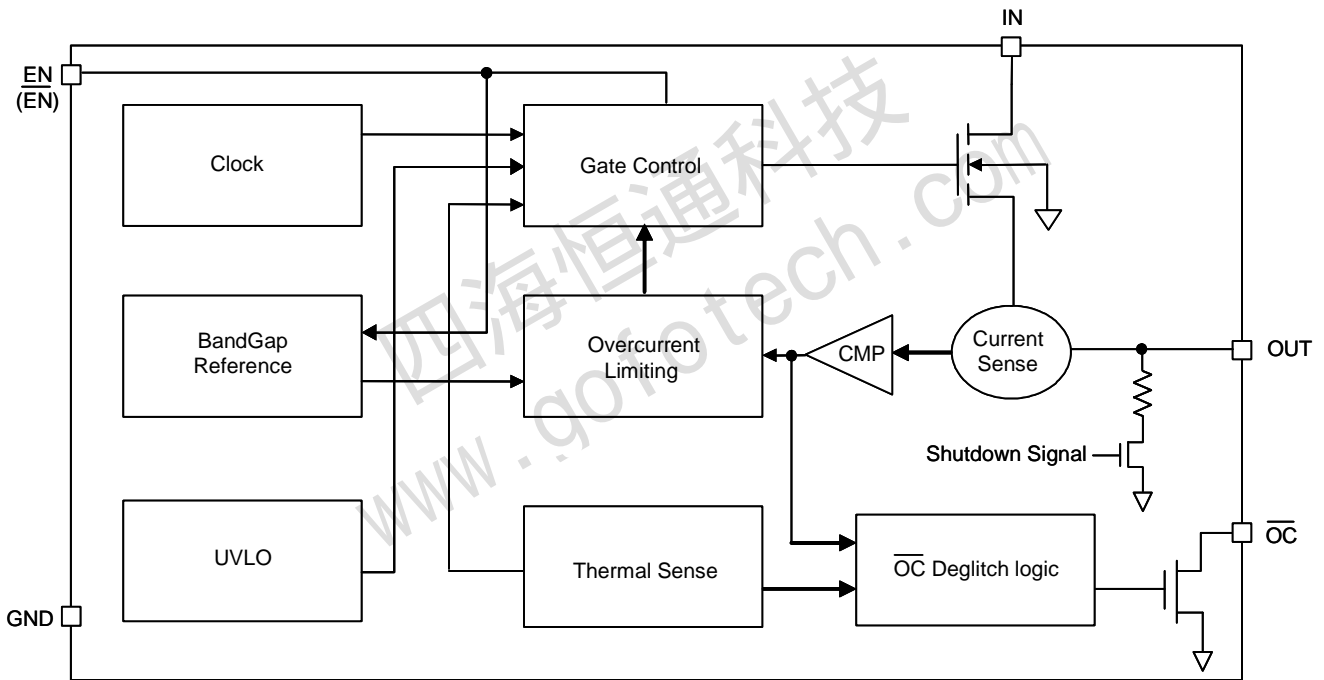 IN
EN
(EN)
Clock
Gate Control
BandGap
Reference
Overcurrent
Limiting
CMP
Current
Sense
OUT
Shutdown Signal
UVLO
Thermal Sense
OC Deglitch logic
OC
GND
四海恒通科技
www.gofotech.com